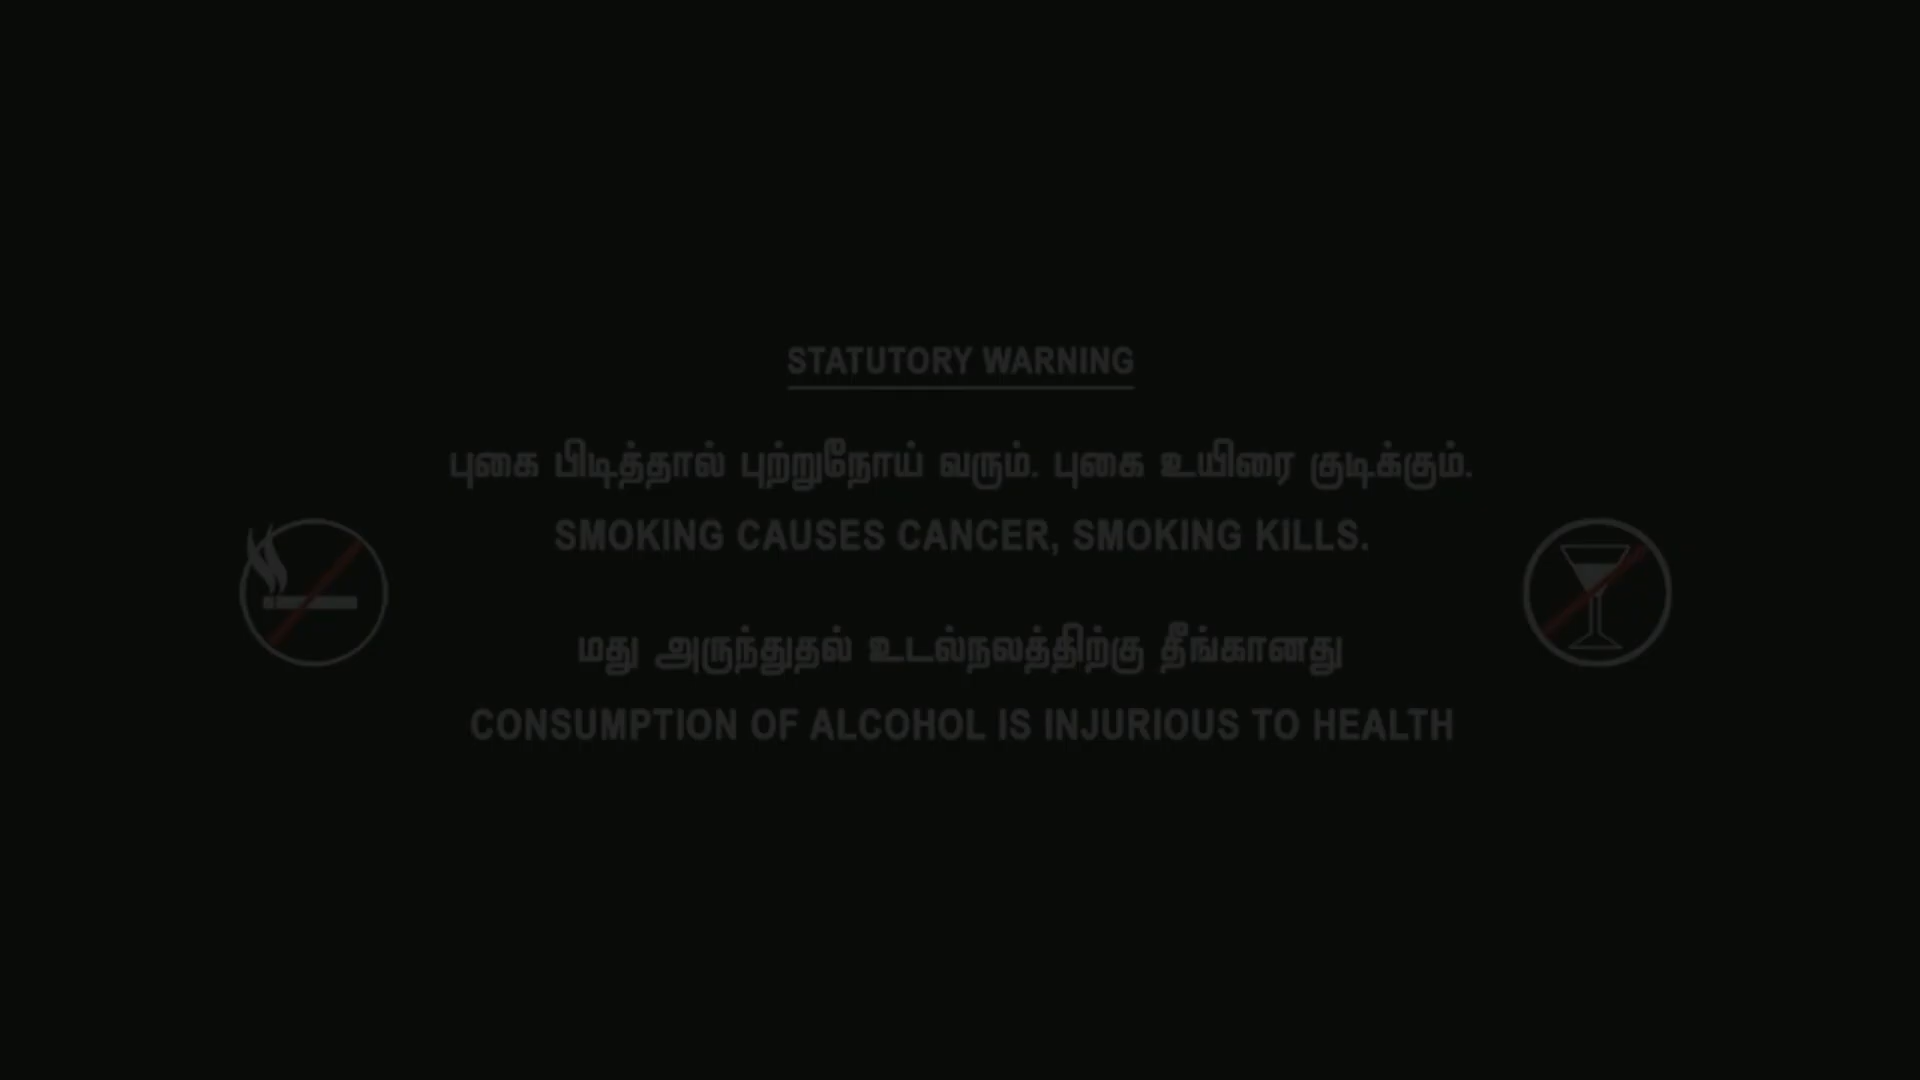 STATUTORY WARNING
புகை பிடித்தால் புற்றுநோய் வரும். புகை உயிரை குடிக்கும்.
SMOKING CAUSES CANCER, SMOKING KILLS.
மது அருந்துதல் உடல்நலத்திற்கு தீங்கானது
CONSUMPTION OF ALCOHOL IS INJURIOUS TO HEALTH